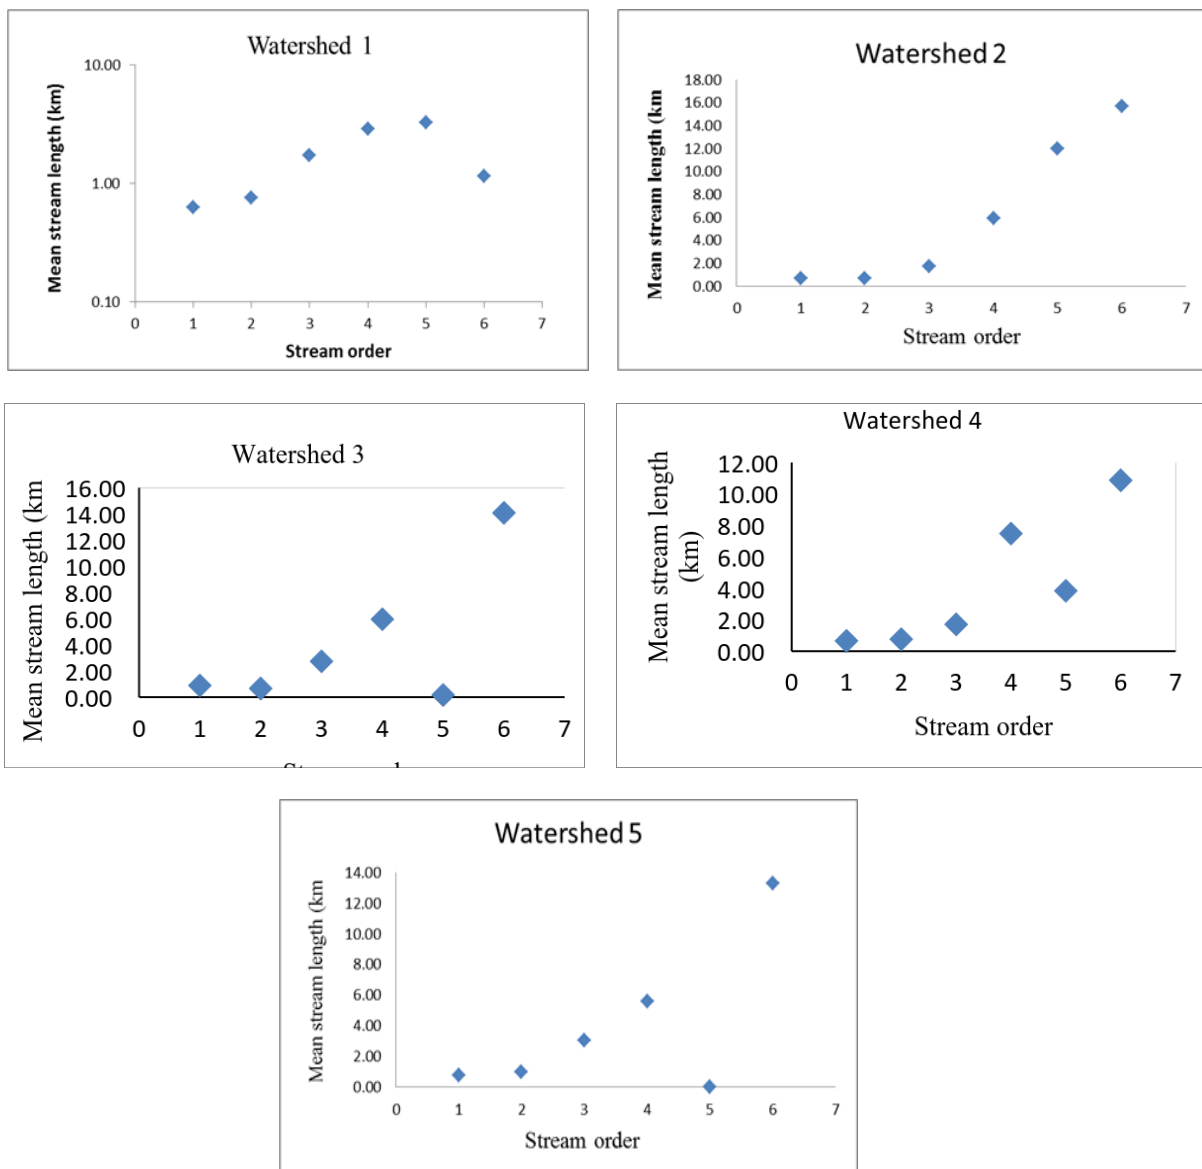 Watershed 1
Mean stream length (km)
10.00
1.00
0.10
0 1 2 3 4 5 6 7
Stream order
Watershed 2
Mean stream length (km
18.00
16.00
14.00
12.00
10.00
8.00
6.00
4.00
2.00
0.00
0 1 2 3 4 5 6 7
Stream order
Watershed 3
Mean stream length (km
16.00
14.00
12.00
10.00
8.00
6.00
4.00
2.00
0.00
0 1 2 3 4 5 6 7
Watershed 4
Mean stream length
(km)
12.00
10.00
8.00
6.00
4.00
2.00
0.00
0 1 2 3 4 5 6 7
Stream order
Watershed 5
Mean stream length (km
14.00
12.00
10.00
8.00
6.00
4.00
2.00
0.00
0 1 2 3 4 5 6 7
Stream order